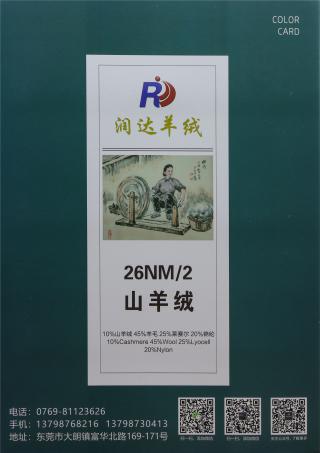 COLOR
CARD
R
润达羊绒
26NM/2
山羊绒
10%山羊绒 45%羊毛 25%莱赛尔 20%锦纶
10%Cashmere 45%Wool 25%Lyocell
20%Nylon
电话：0769-81123626
手机：13798768216 13798730413
地址：东莞市大朗镇富华北路169-171号